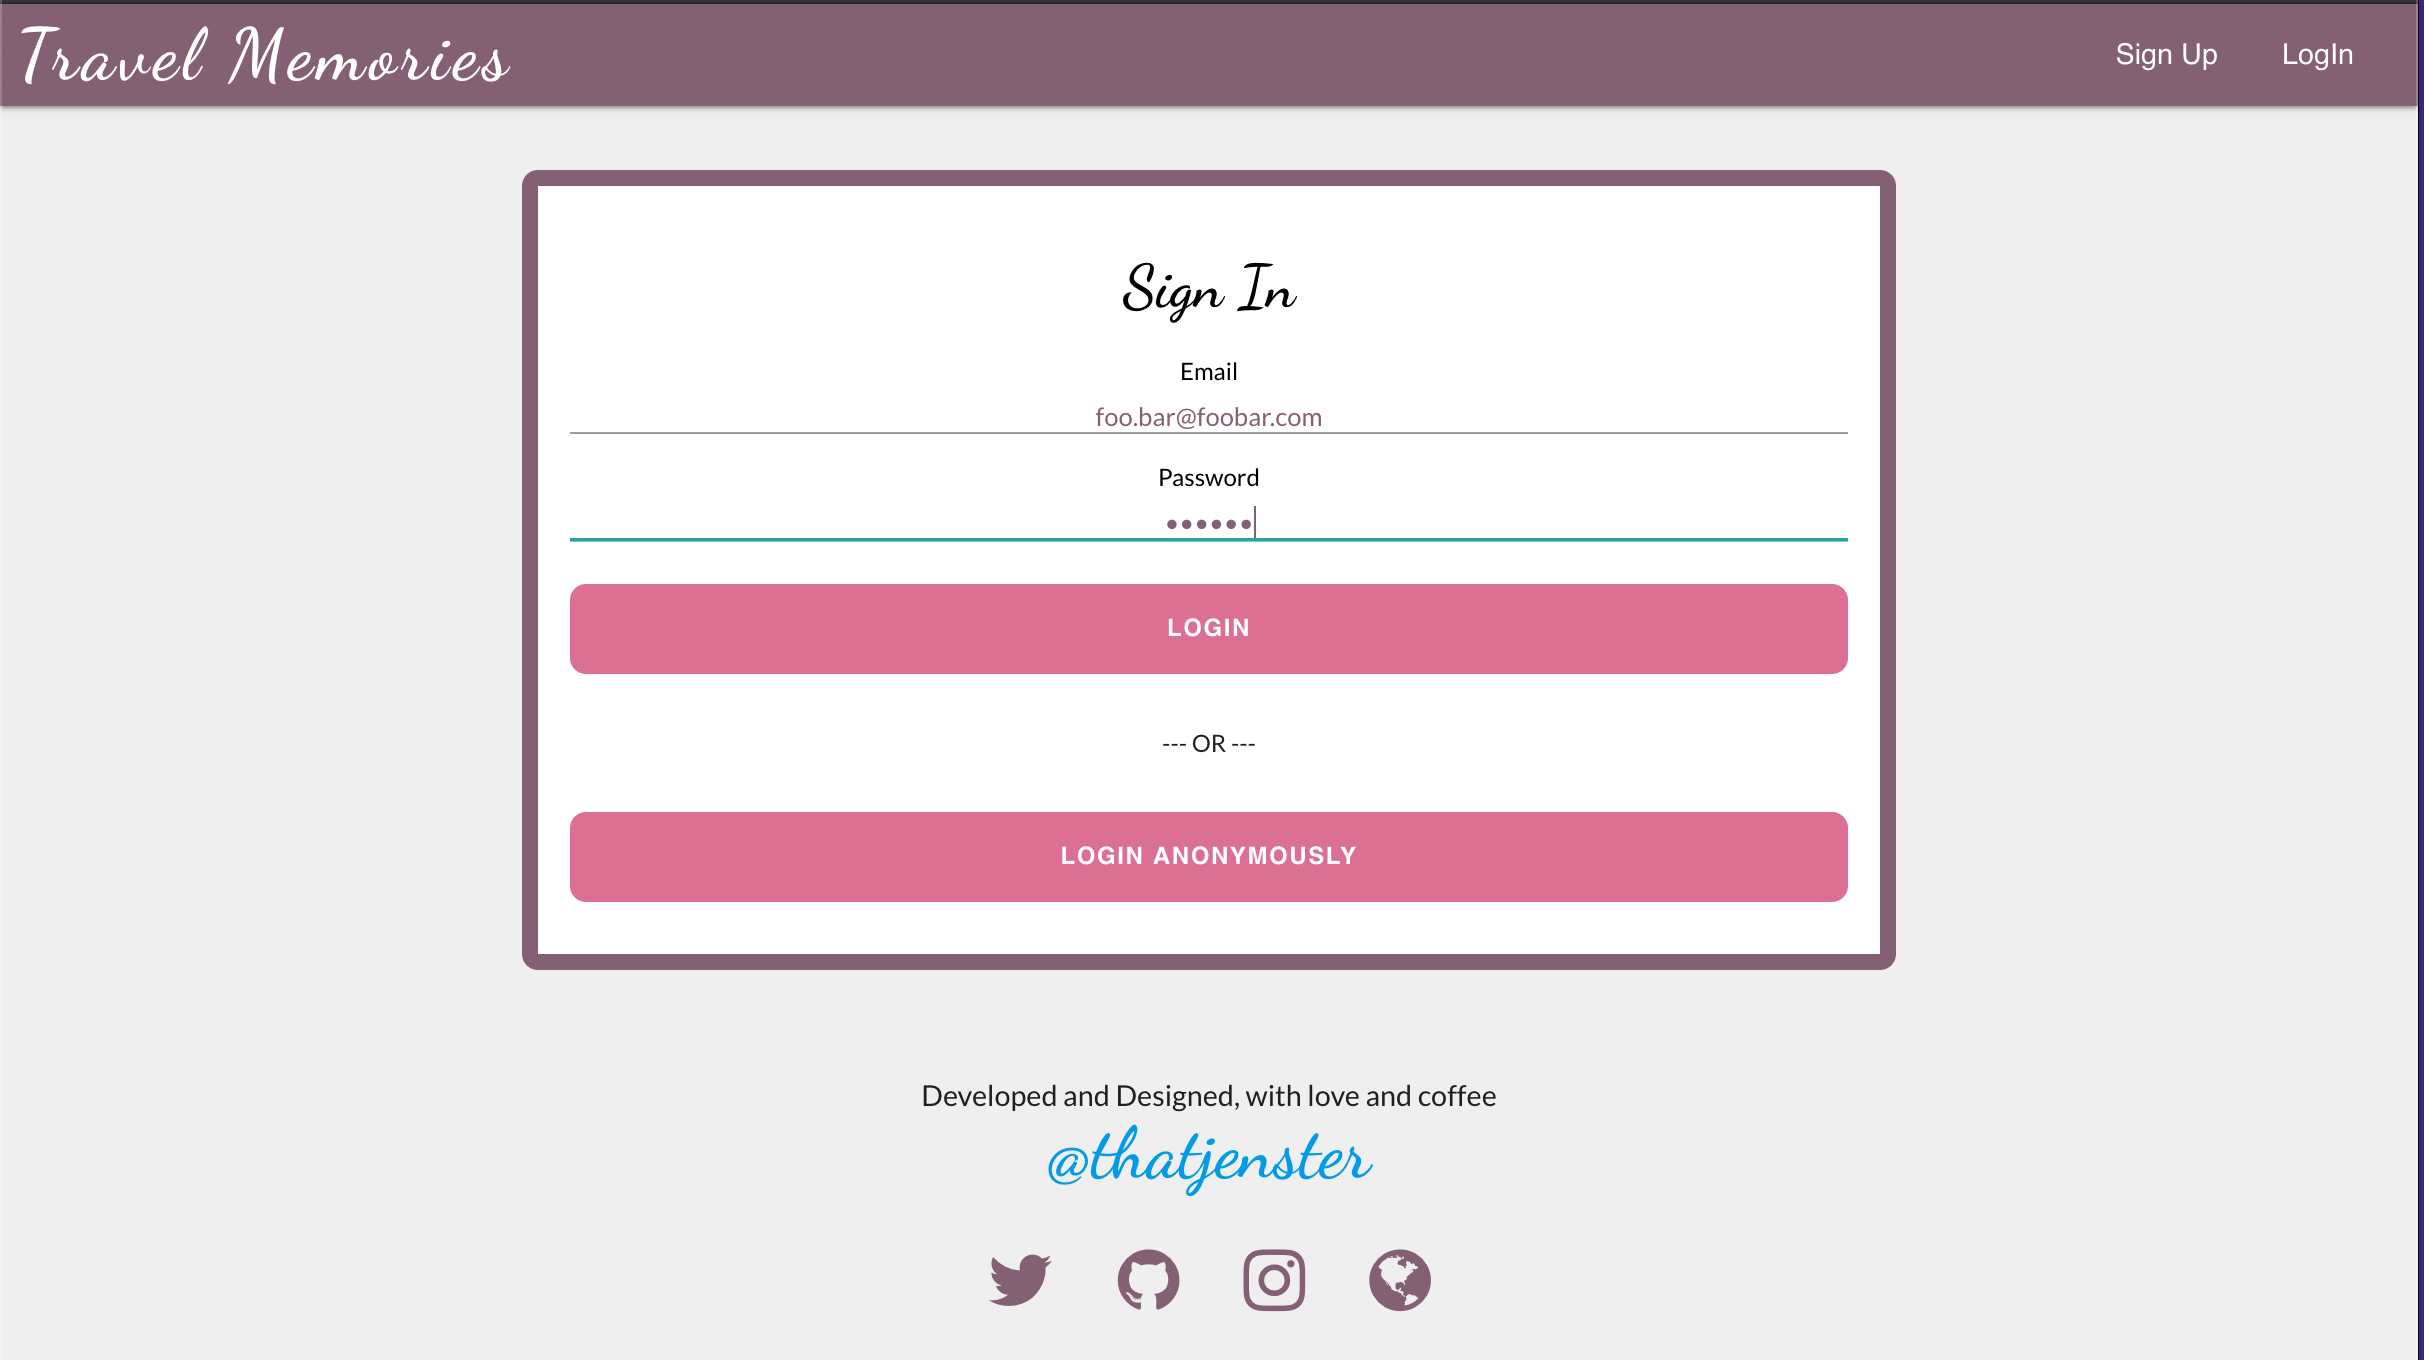 Travel Memories
Sign Up LogIn
Sign In
Email
foo.bar@foobar.com
Password
••••••
LOGIN
--- OR ---
LOGIN ANONYMOUSLY
Developed and Designed, with love and coffee
@thatjenster